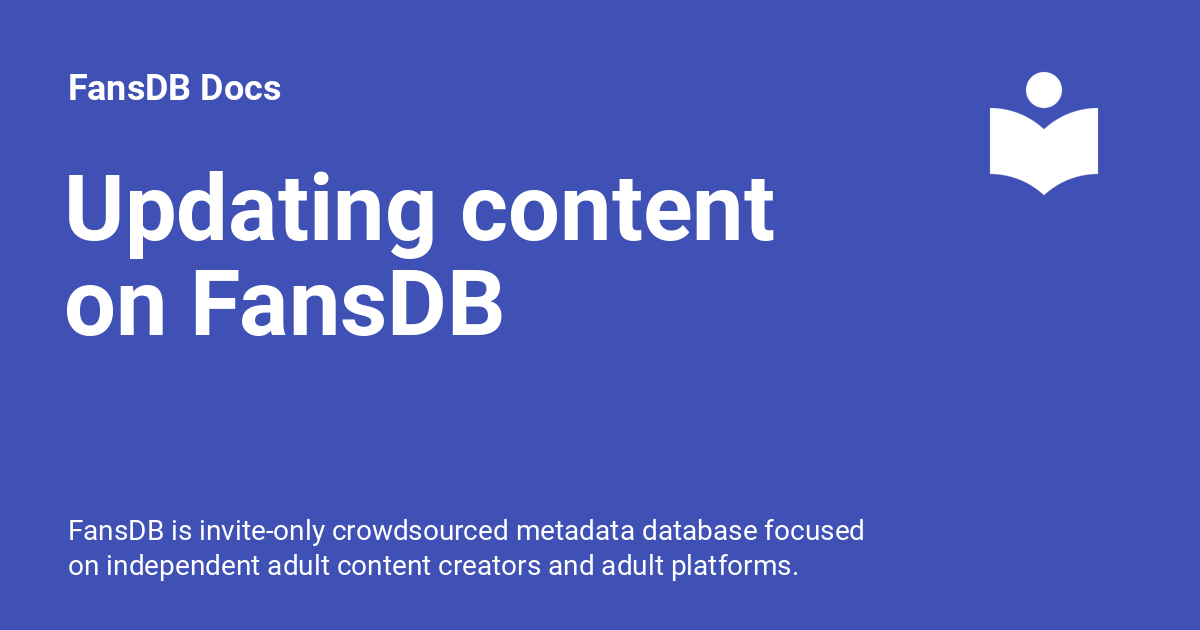 FansDB Docs
Updating content
on FansDB
FansDB is invite-only crowdsourced metadata database focused
on independent adult content creators and adult platforms.